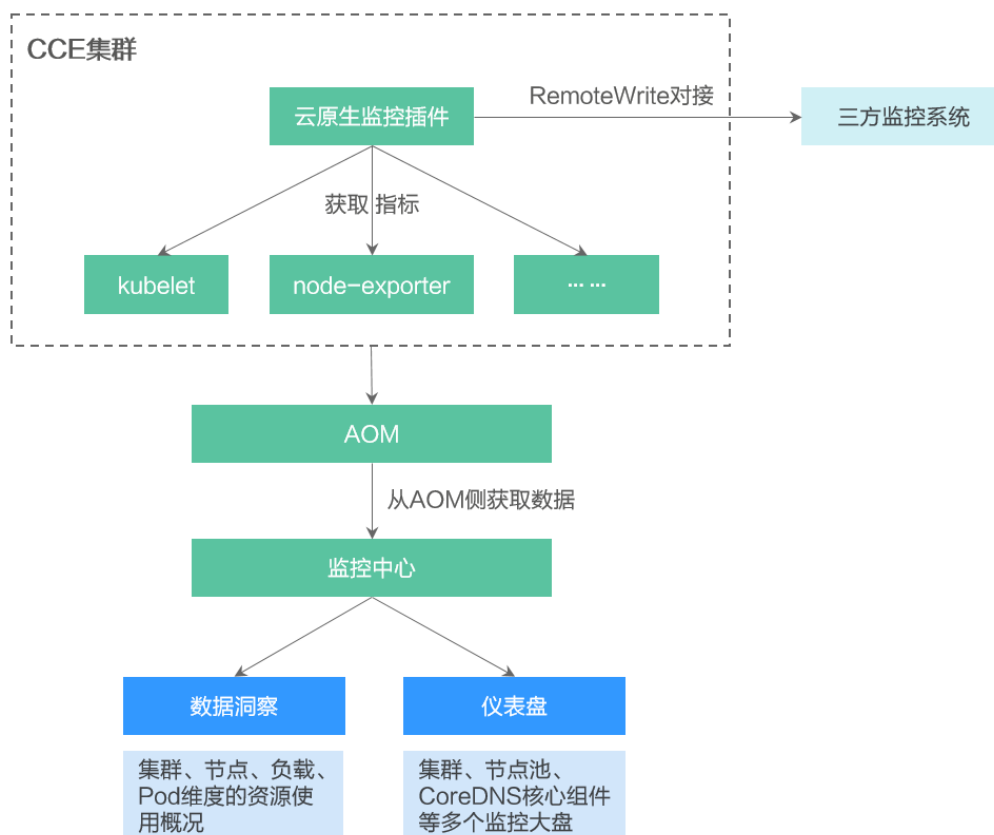 CCE集群
云原生监控插件
RemoteWrite对接
三方监控系统
获取 指标
kubelet
node-exporter
... ...
AOM
从AOM侧获取数据
监控中心
数据洞察
仪表盘
集群、节点、负载、
Pod维度的资源使
用概况
集群、节点池、
CoreDNS核心组件
等多个监控大盘